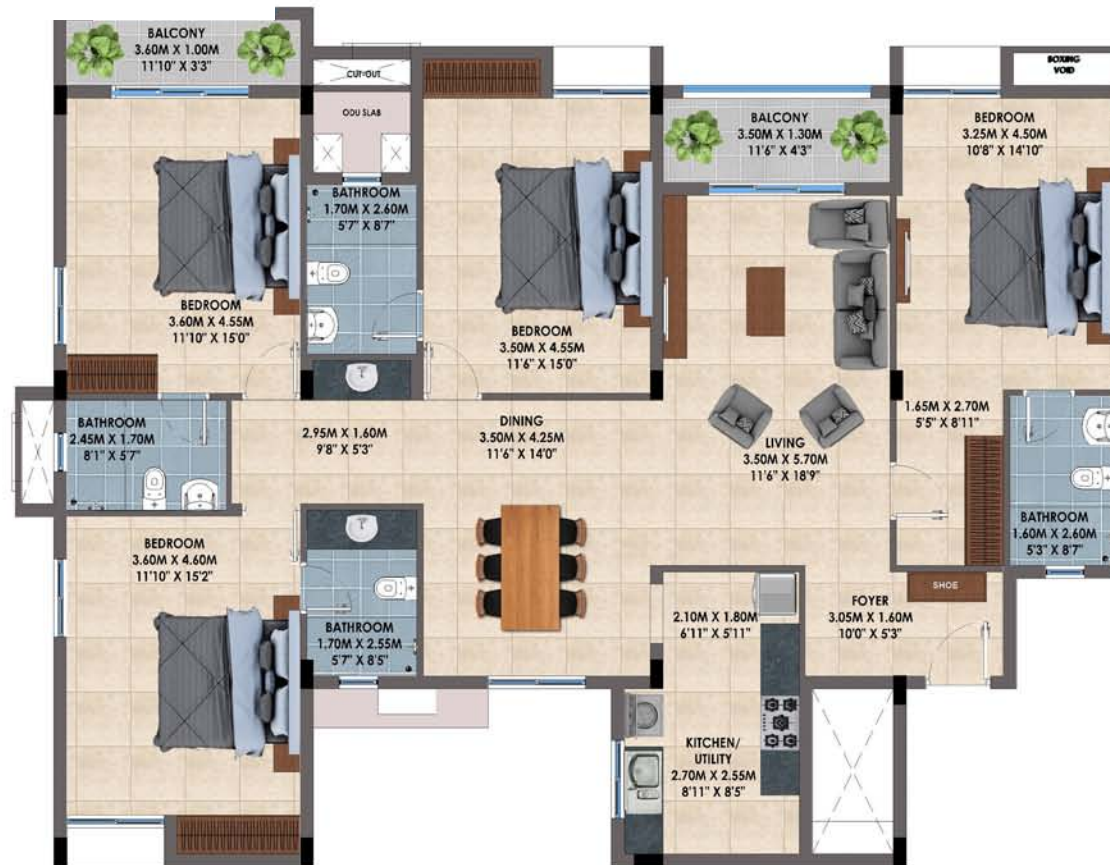 BALCONY
3.60M X 1.00M
11'10" X 3'3"
CUT-OUT
ODU SLAB
BATHROOM
1.70M X 2.60M
5'7" X 8'7"
BEDROOM
3.60M X 4.55M
11'10" X 15'0"
BEDROOM
3.50M X 4.55M
11'6" X 15'0"
BALCONY
3.50M X 1.30M
11'6" X 4'3"
BOXING
VOID
BEDROOM
3.25M X 4.50M
10'8" X 14'10"
BATHROOM
2.45M X 1.70M
8'1" X 5'7"
2.95M X 1.60M
9'8" X 5'3"
DINING
3.50M X 4.25M
11'6" X 14'0"
LIVING
3.50M X 5.70M
11'6" X 18'9"
1.65M X 2.70M
5'5" X 8'11"
BATHROOM
1.60M X 2.60M
5'3" X 8'7"
BEDROOM
3.60M X 4.60M
11'10" X 15'2"
BATHROOM
1.70M X 2.55M
5'7" X 8'5"
2.10M X 1.80M
6'11" X 5'11"
SHOE
FOYER
3.05M X 1.60M
10'0" X 5'3"
KITCHEN/
UTILITY
2.70M X 2.55M
8'11" X 8'5"